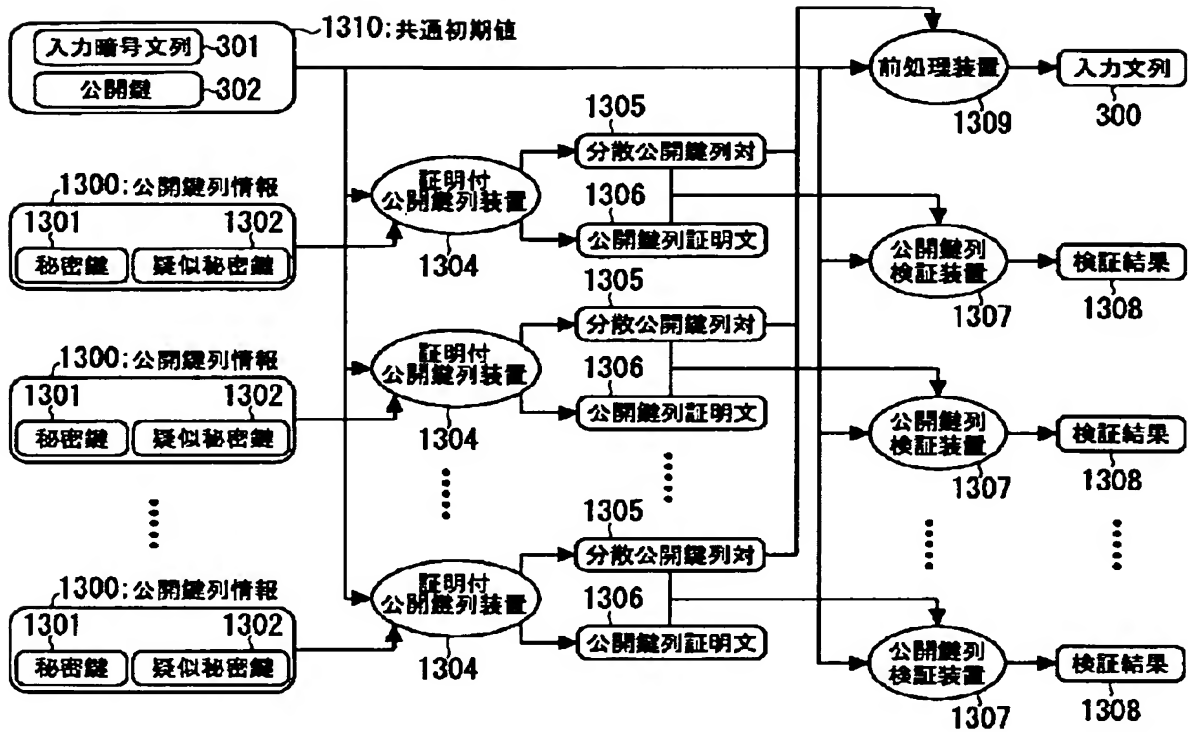 1310:共通初期値
入力暗号文列
301
公開鍵
302
前処理装置
1309
入力文列
300
1300:公開鍵列情報
1301
1302
秘密鍵
疑似秘密鍵
証明付
公開鍵列装置
1304
1305
分散公開鍵列対
1306
公開鍵列証明文
公開鍵列
検証装置
1307
検証結果
1308
1300:公開鍵列情報
1301
1302
秘密鍵
疑似秘密鍵
証明付
公開鍵列装置
1304
1305
分散公開鍵列対
1306
公開鍵列証明文
公開鍵列
検証装置
1307
検証結果
1308
1300:公開鍵列情報
1301
1302
秘密鍵
疑似秘密鍵
証明付
公開鍵列装置
1304
1305
分散公開鍵列対
1306
公開鍵列証明文
公開鍵列
検証装置
1307
検証結果
1308